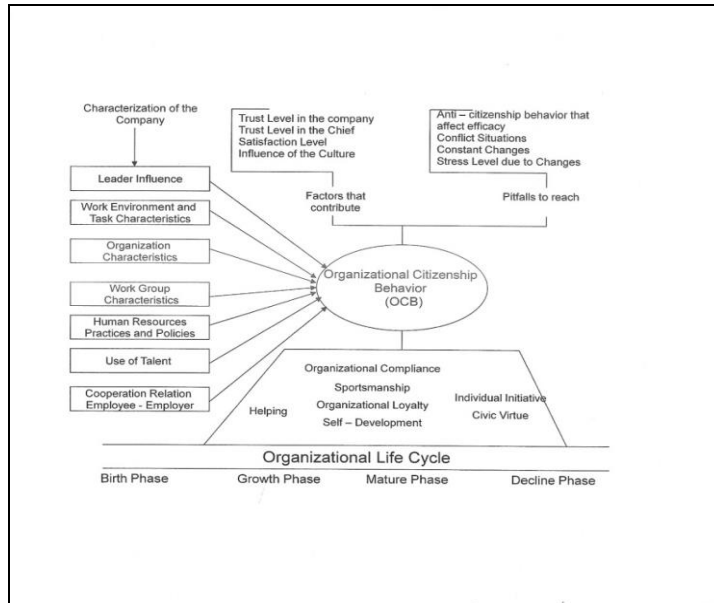 Characterization of the
Company
Leader Influence
Work Environment and
Task Characteristics
Organization
Characteristics
Work Group
Characteristics
Human Resources
Practices and Policies
Use of Talent
Cooperation Relation
Employee - Employer
Trust Level in the company
Trust Level in the Chief
Satisfaction Level
Influence of the Culture
Factors that
contribute
Anti – citizenship behavior that
affect efficacy
Conflict Situations
Constant Changes
Stress Level due to Changes
Pitfalls to reach
Organizational Citizenship
Behavior
(OCB)
Organizational Compliance
Sportsmanship
Helping
Organizational Loyalty
Self – Development
Individual Initiative
Civic Virtue
Organizational Life Cycle
Birth Phase
Growth Phase
Mature Phase
Decline Phase